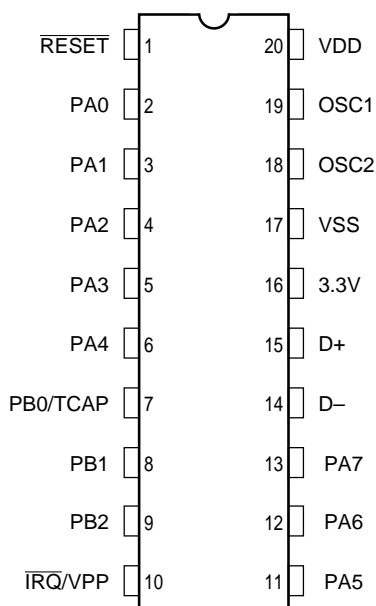 RESET 1 20 VDD
PA0 2 19 OSC1
PA1 3 18 OSC2
PA2 4 17 VSS
PA3 5 16 3.3V
PA4 6 15 D+
PB0/TCAP 7 14 D–
PB1 8 13 PA7
PB2 9 12 PA6
IRQ/VPP 10 11 PA5